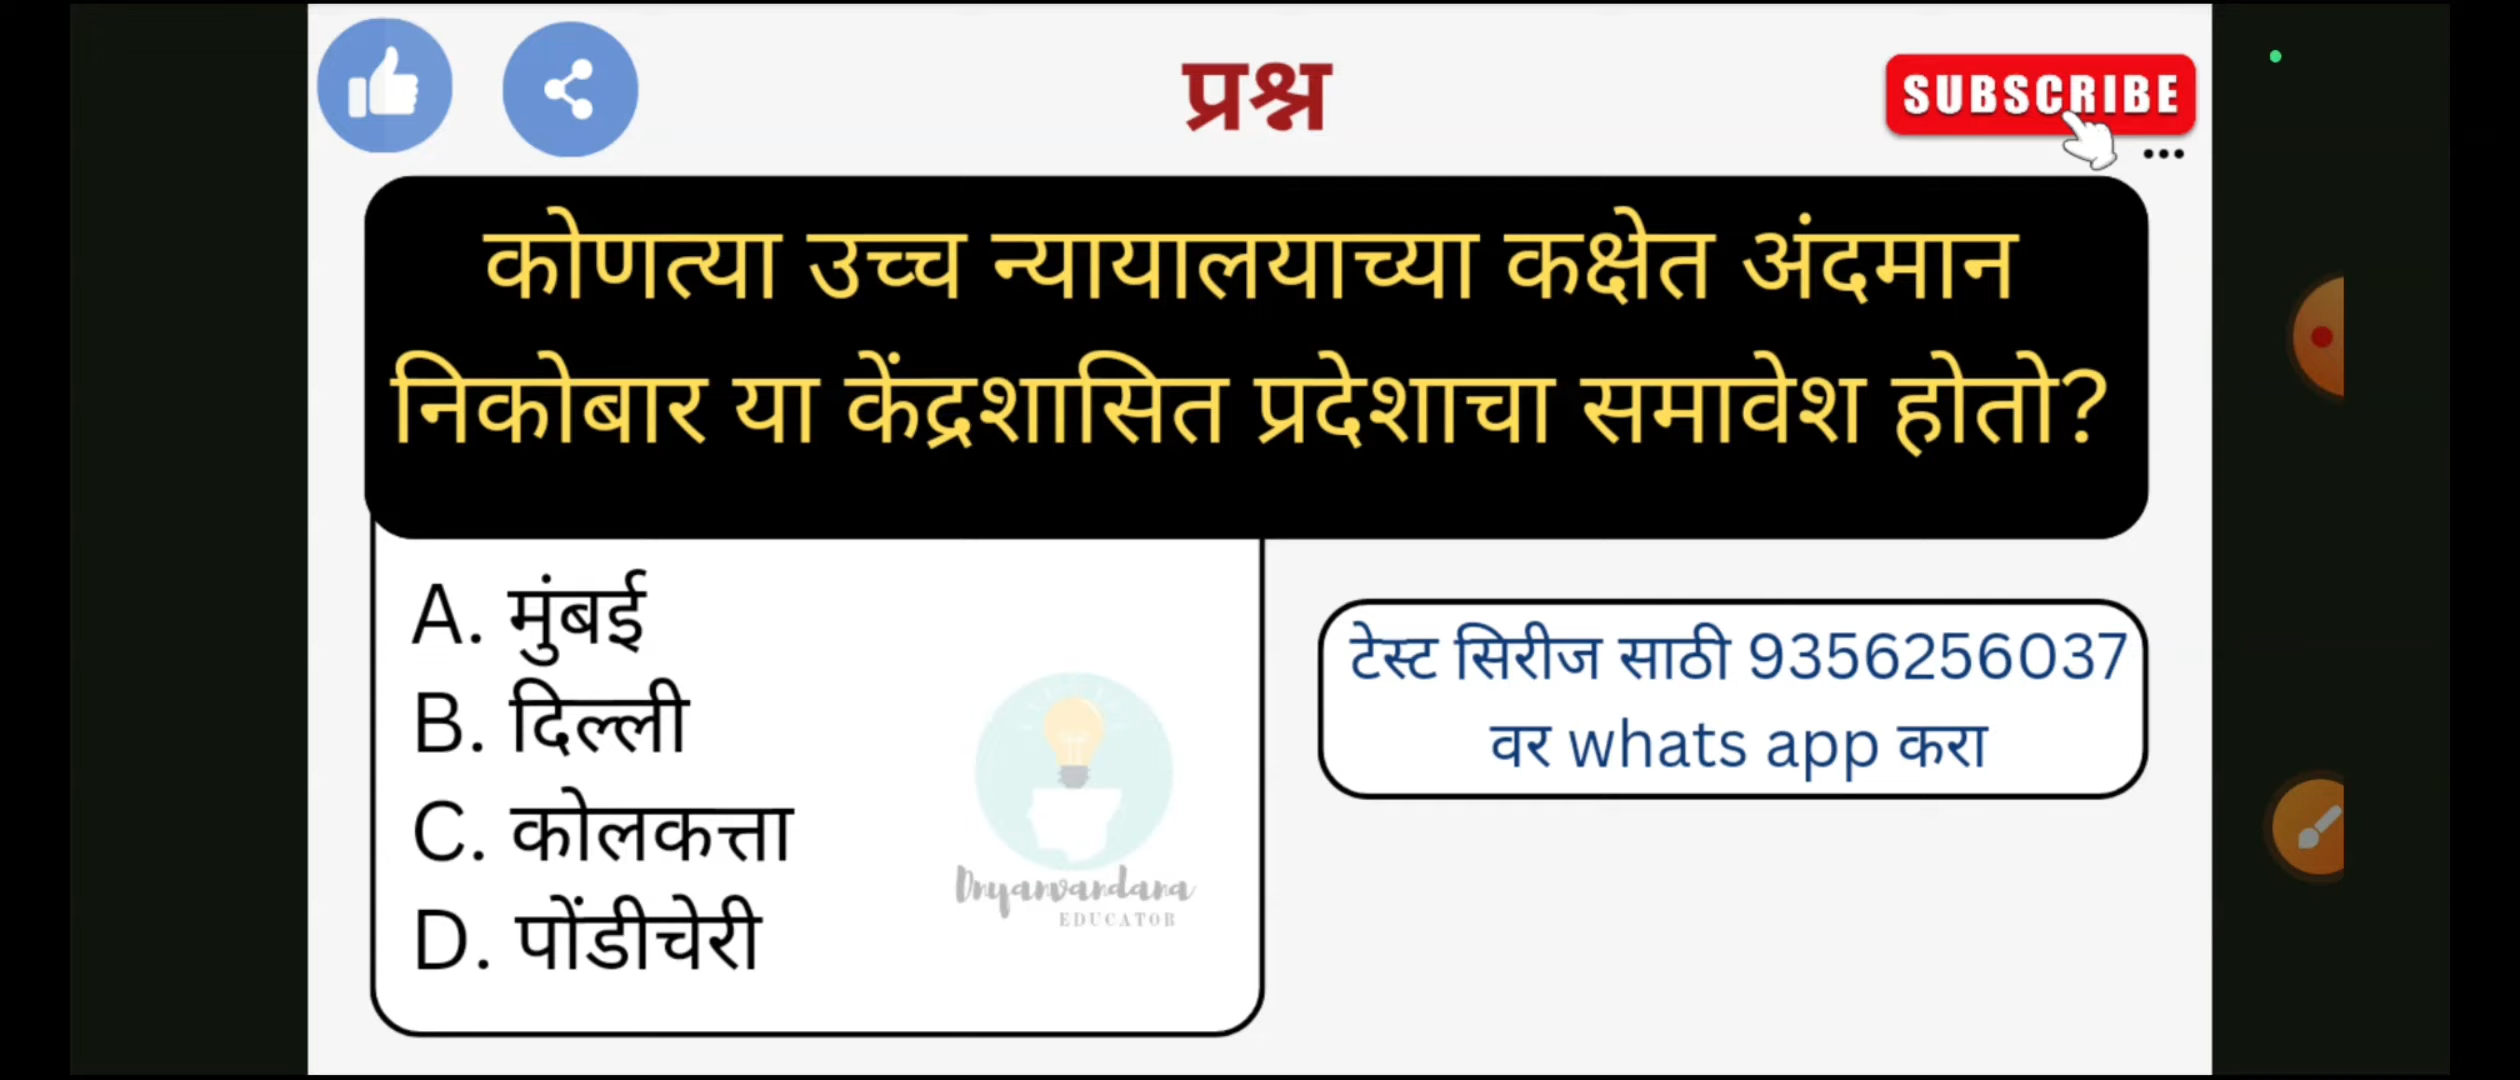 प्रश्न
SUBSCRIBE
कोणत्या उच्च न्यायालयाच्या कक्षेत अंदमान
निकोबार या केंद्रशासित प्रदेशाचा समावेश होतो?
A. मुंबई
B. दिल्ली
C. कोलकत्ता
D. पोंडीचेरी
टेस्ट सिरीज साठी 9356256037
वर whats app करा
Dnyanvandana
EDUCATOR